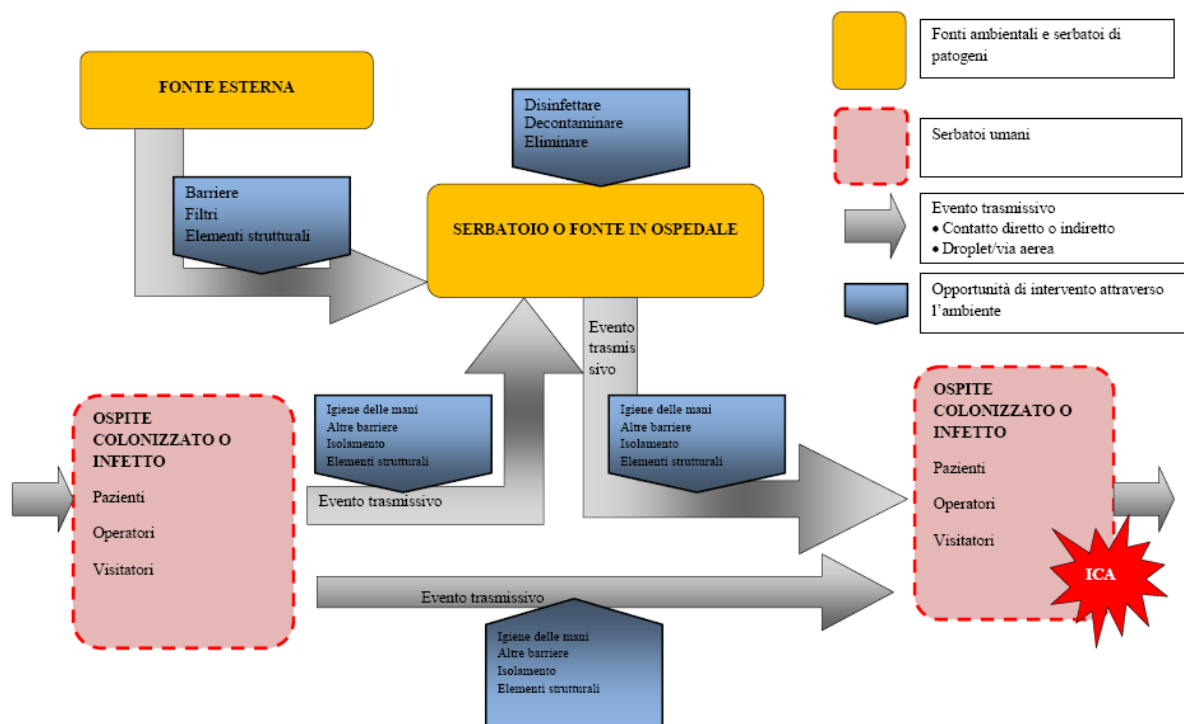 FONTE ESTERNA
Barriere
Filtri
Elementi strutturali
Disinfettare
Decontaminare
Eliminare
SERBATOIO O FONTE IN OSPEDALE
Fonti ambientali e serbatoi di
patogeni
Serbatoi umani
Evento trasmissivo
• Contatto diretto o indiretto
• Droplet/via aerea
Opportunità di intervento attraverso
l’ambiente
OSPITE
COLONIZZATO O
INFETTO
Pazienti
Operatori
Visitatori
Igiene delle mani
Altre barriere
Isolamento
Elementi strutturali
Evento trasmissivo
Evento
trasmis
sivo
Igiene delle mani
Altre barriere
Isolamento
Elementi strutturali
Evento trasmissivo
Igiene delle mani
Altre barriere
Isolamento
Elementi strutturali
OSPITE
COLONIZZATO O
INFETTO
Pazienti
Operatori
Visitatori
ICA